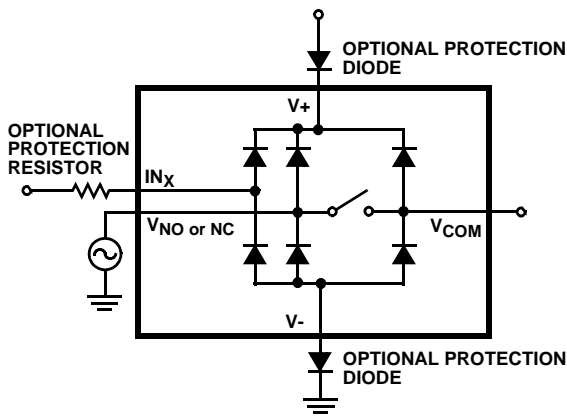 OPTIONAL PROTECTION
DIODE
V+
OPTIONAL
PROTECTION
RESISTOR
INX
VNO or NC
VCOM
V-
OPTIONAL PROTECTION
DIODE